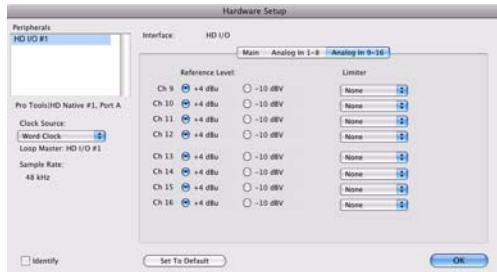 Hardware Setup
Peripherals
HD I/O #1
Interface: HD I/O
Main Analog In 1-8 Analog In 9-16
Reference Level: Limiter
Ch 9 +4 dBu -10 dBV None
Ch 10 +4 dBu -10 dBV None
Ch 11 +4 dBu -10 dBV None
Ch 12 +4 dBu -10 dBV None
Ch 13 +4 dBu -10 dBV None
Ch 14 +4 dBu -10 dBV None
Ch 15 +4 dBu -10 dBV None
Ch 16 +4 dBu -10 dBV None
Pro Tools|HD Native #1, Port A
Clock Source:
Word Clock
Loop Master: HD I/O #1
Sample Rate:
48 kHz
Identify
Set To Default
OK